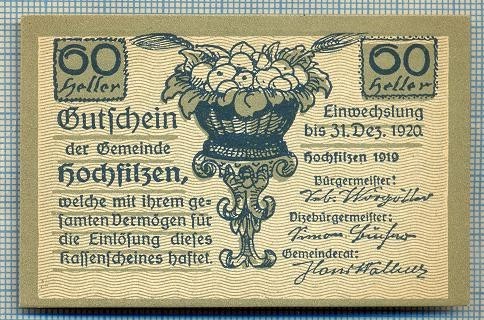 60 Heller
60 Heller
Gutschein
der Gemeinde
Hochfilzen,
welche mit ihrem ge-
samten Vermögen für
die Einlösung dieses
Kassenscheines haftet.
Einwechslung
bis 31. Dez. 1920.
Hochfilzen 1919
Bürgermeister:
Vizebürgermeister:
Simon
Gemeinderat: